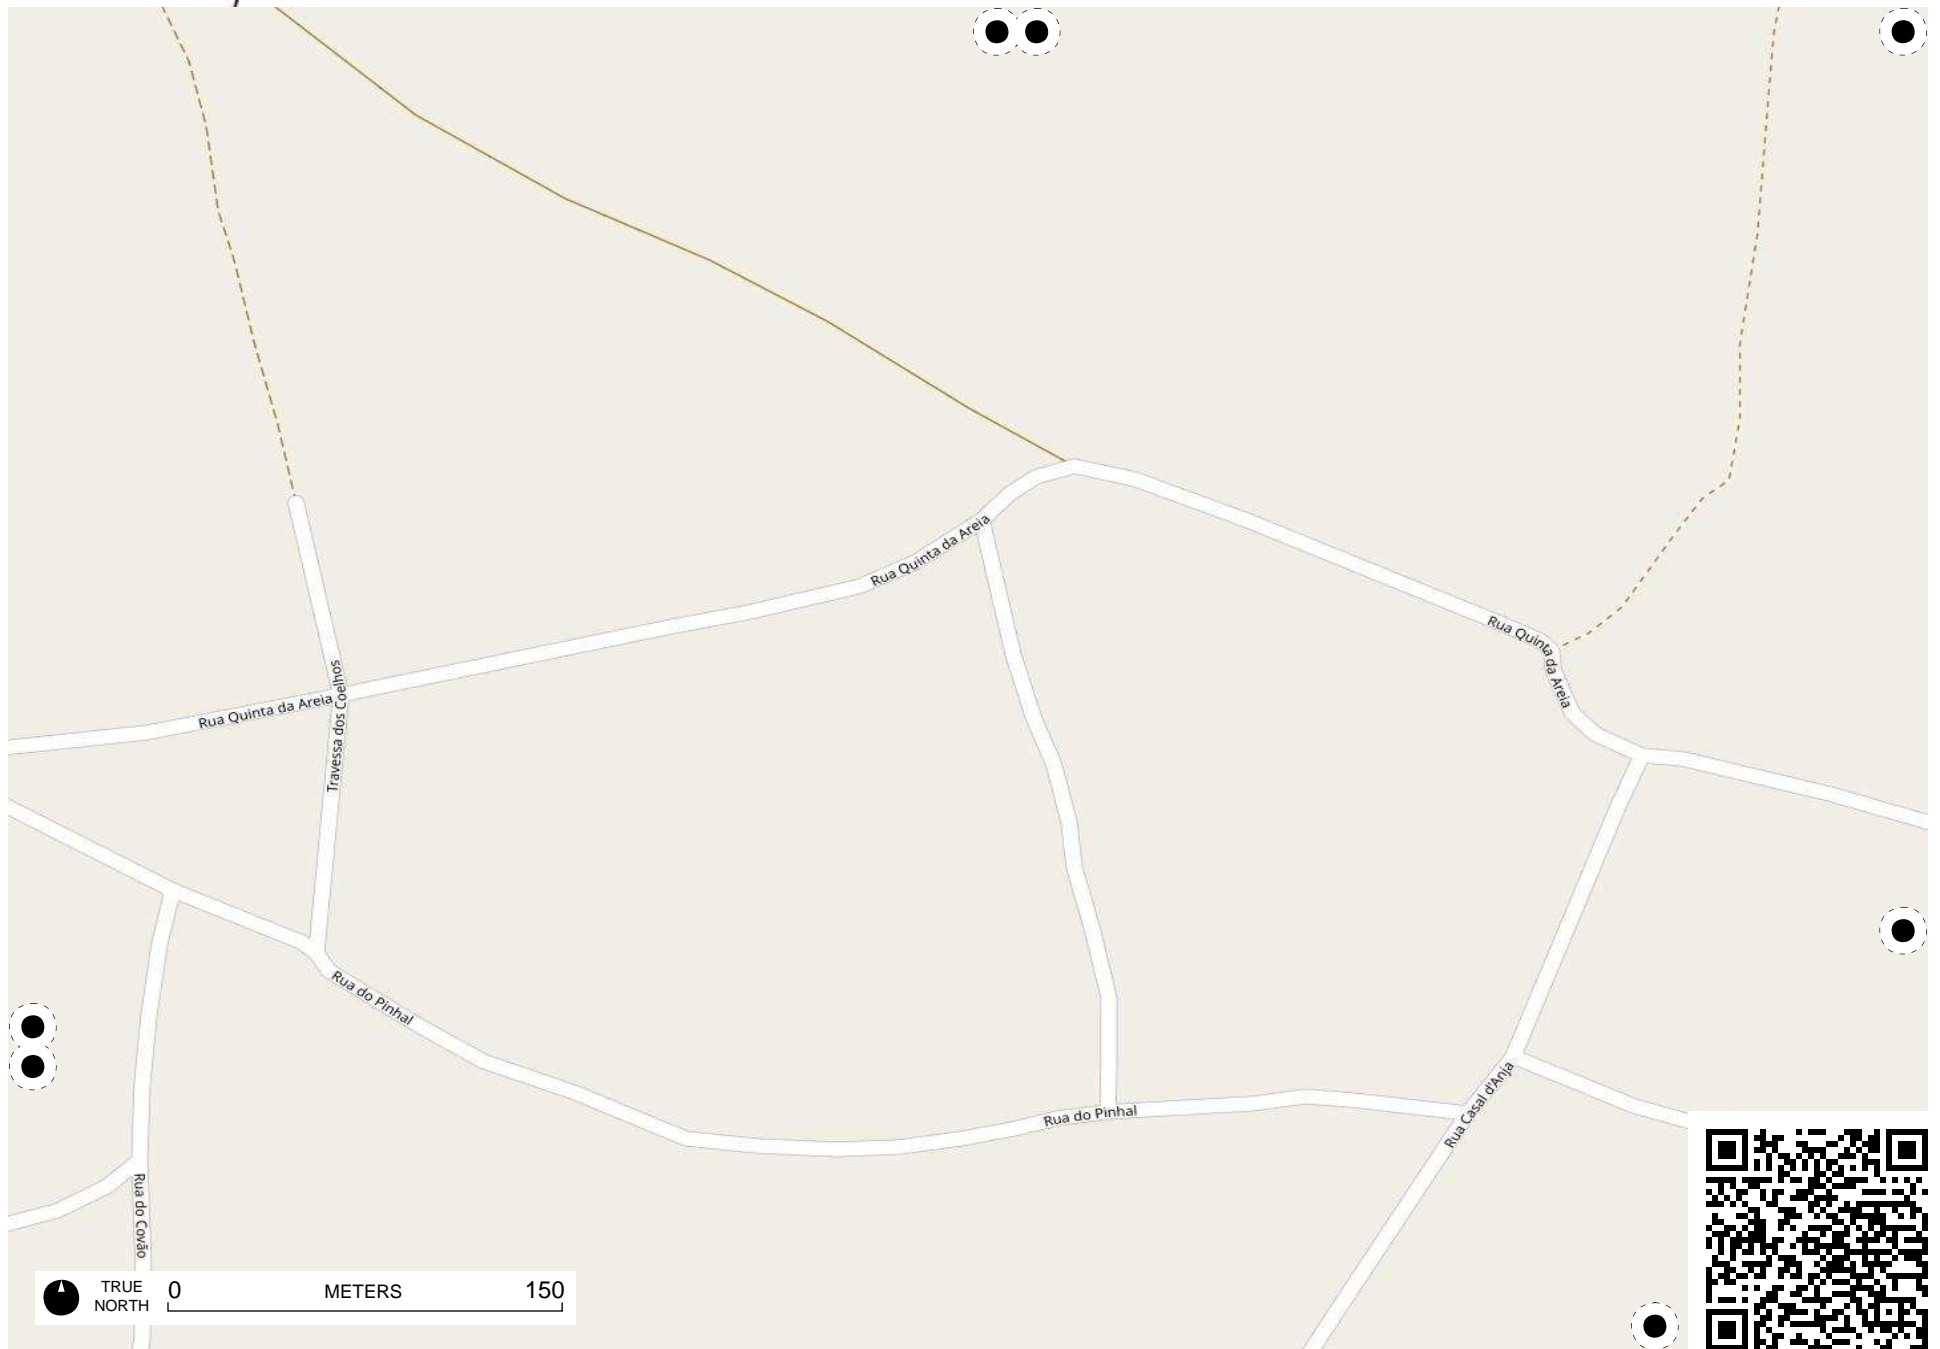 Rua Quinta da Areia
Rua Quinta da Areia
Travessa dos Coelhos
Rua Quinta da Areia
Rua do Pinhal
Rua do Pinhal
Rua Casal d'Anja
Rua do Covão
TRUE NORTH
0 METERS 150